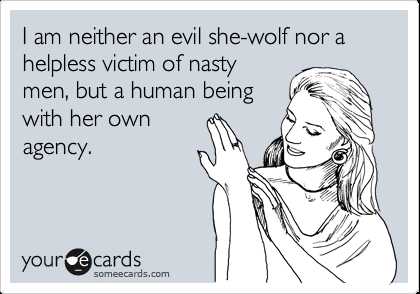 I am neither an evil she-wolf nor a
helpless victim of nasty
men, but a human being
with her own
agency.
your e cards
someecards.com